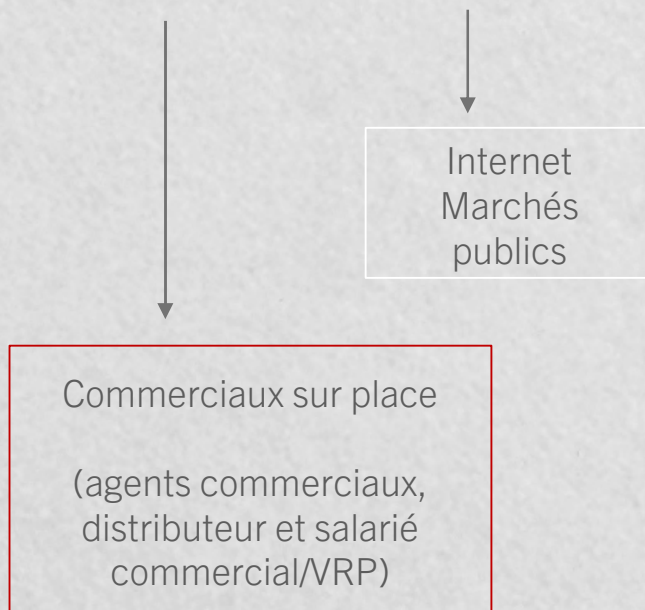 Internet
Marchés
publics
Commerciaux sur place
(agents commerciaux,
distributeur et salarié
commercial/VRP)